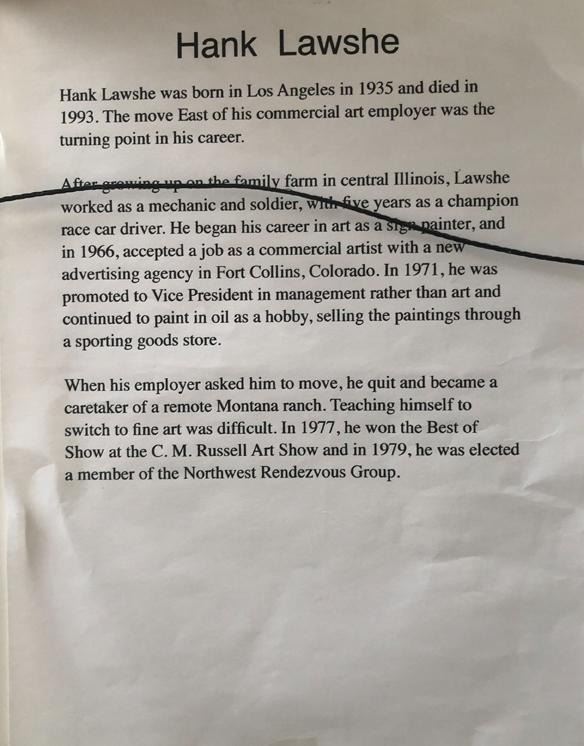 Hank Lawshe
Hank Lawshe was born in Los Angeles in 1935 and died in
1993. The move East of his commercial art employer was the
turning point in his career.
After growing up on the family farm in central Illinois, Lawshe
worked as a mechanic and soldier, with five years as a champion
race car driver. He began his career in art as a sign painter, and
in 1966, accepted a job as a commercial artist with a new
advertising agency in Fort Collins, Colorado. In 1971, he was
promoted to Vice President in management rather than art and
continued to paint in oil as a hobby, selling the paintings through
a sporting goods store.
When his employer asked him to move, he quit and became a
caretaker of a remote Montana ranch. Teaching himself to
switch to fine art was difficult. In 1977, he won the Best of
Show at the C. M. Russell Art Show and in 1979, he was elected
a member of the Northwest Rendezvous Group.